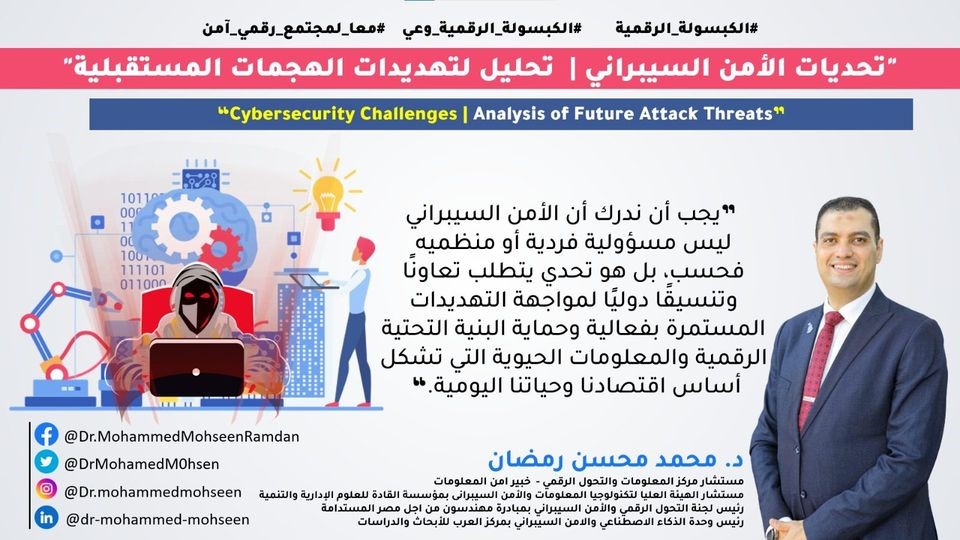 #الكبسولة_الرقمية #الكبسولة_الرقمية_وعي #معا_لمجتمع_رقمي_آمن
"تحديات الأمن السيبراني | تحليل لتهديدات الهجمات المستقبلية"
❝Cybersecurity Challenges | Analysis of Future Attack Threats❞
❞يجب أن ندرك أن الأمن السيبراني
ليس مسؤولية فردية أو منظميه
فحسب، بل هو تحدي يتطلب تعاونًا
وتنسيقًا دوليًا لمواجهة التهديدات
المستمرة بفعالية وحماية البنية التحتية
الرقمية والمعلومات الحيوية التي تشكل
أساس اقتصادنا وحياتنا اليومية.❝
101101
111101
011000
د. محمد محسن رمضان
مستشار مركز المعلومات والتحول الرقمي - خبير امن المعلومات
مستشار الهيئة العليا لتكنولوجيا المعلومات والأمن السيبرانى بمؤسسة القادة للعلوم الإدارية والتنمية
رئيس لجنة التحول الرقمي والأمن السيبراني بمبادرة مهندسون من اجل مصر المستدامة
رئيس وحدة الذكاء الاصطناعي والامن السيبراني بمركز العرب للأبحاث والدراسات
@Dr.MohammedMohseenRamdan
@DrMohamedM0hsen
@Dr.mohammedmohseen
@dr-mohammed-mohseen